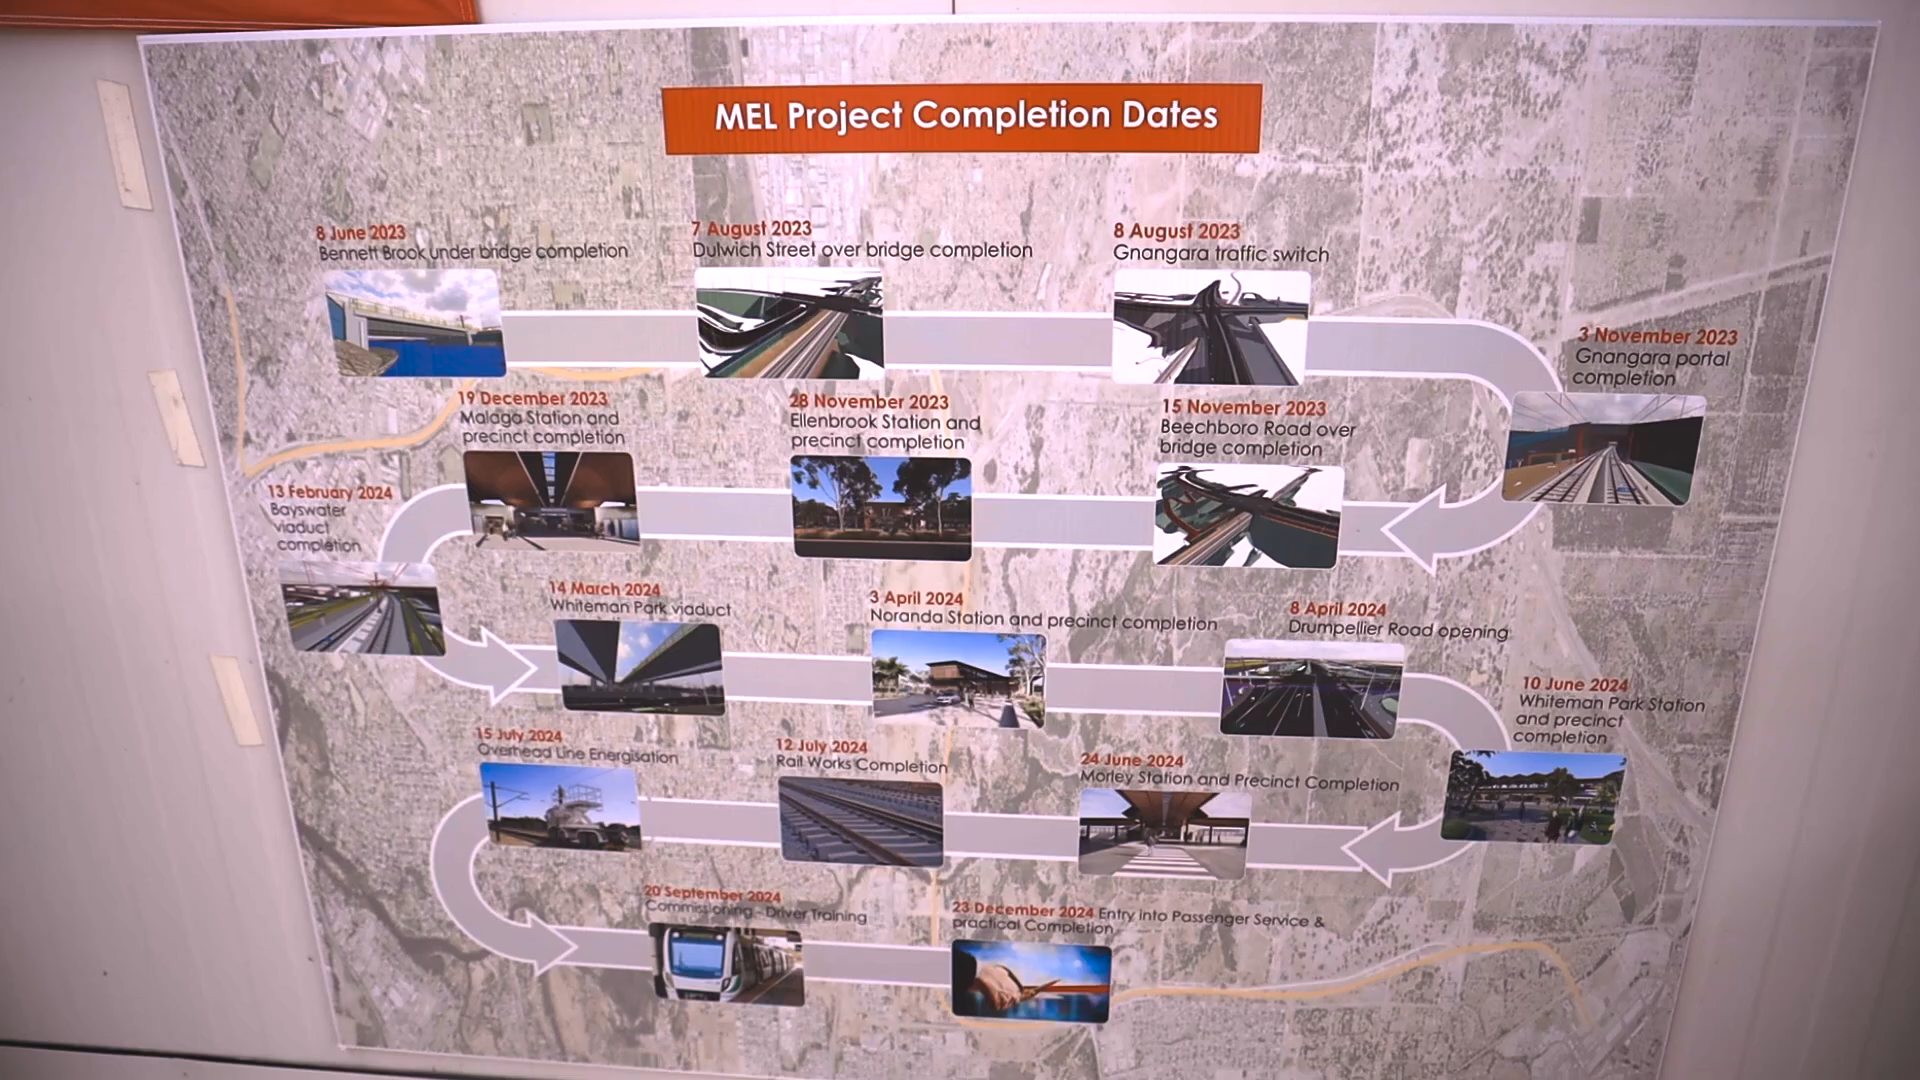 MEL Project Completion Dates
8 June 2023
Bennett Brook under bridge completion
7 August 2023
Dulwich Street over bridge completion
8 August 2023
Gnangara traffic switch
3 November 2023
Gnangara portal
completion
15 November 2023
Beechboro Road over
bridge completion
28 November 2023
Ellenbrook Station and
precinct completion
19 December 2023
Malaga Station and
precinct completion
13 February 2024
Bayswater
viaduct
completion
14 March 2024
Whiteman Park viaduct
3 April 2024
Noranda Station and precinct completion
8 April 2024
Drumpellier Road opening
10 June 2024
Whiteman Park Station
and precinct
completion
24 June 2024
Morley Station and Precinct Completion
12 July 2024
Rail Works Completion
15 July 2024
Overhead Line Energisation
20 September 2024
Commissioning - Driver Training
23 December 2024 Entry into Passenger Service &
practical Completion